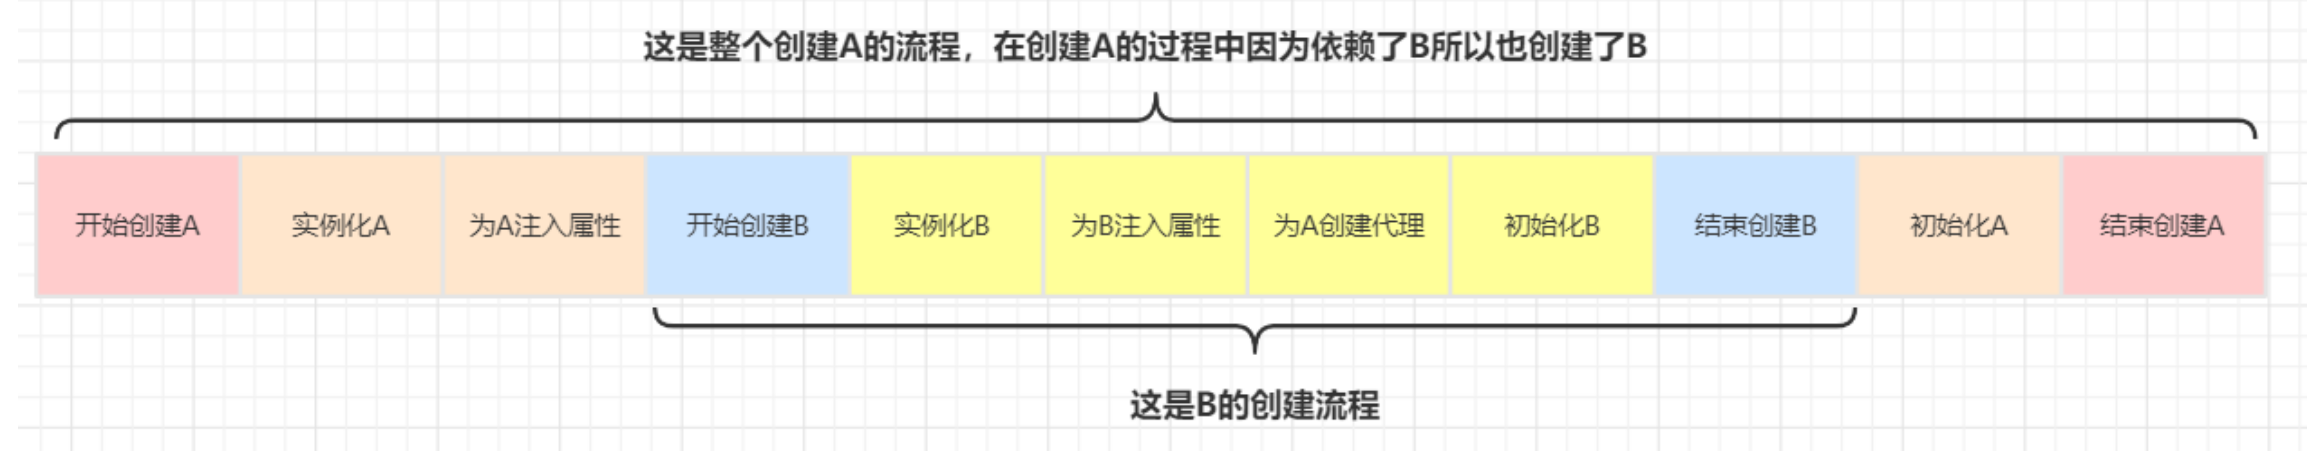 这是整个创建A的流程，在创建A的过程中因为依赖了B所以也创建了B
开始创建A
实例化A
为A注入属性
开始创建B
实例化B
为B注入属性
为A创建代理
初始化B
结束创建B
初始化A
结束创建A
这是B的创建流程